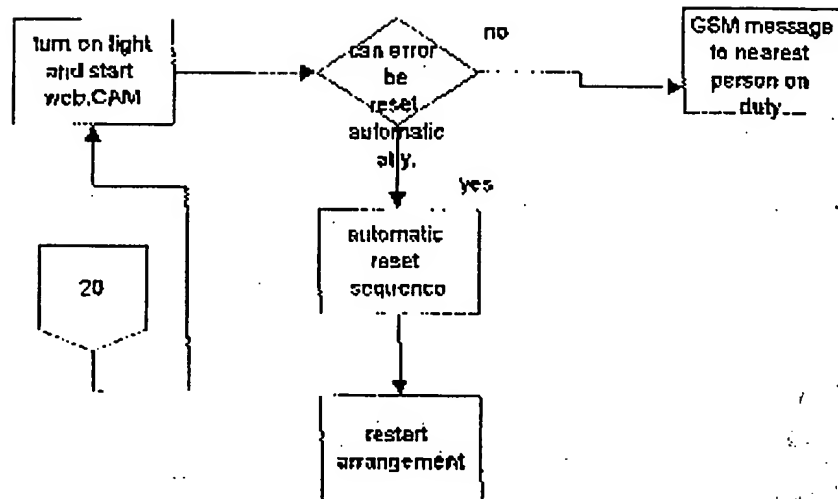 turn on light
and start
web.CAM
can error
be
reset
automatic
ally.
no
GSM message
to nearest
person on
duty
yes
automatic
reset
sequence
20
restart
arrangement